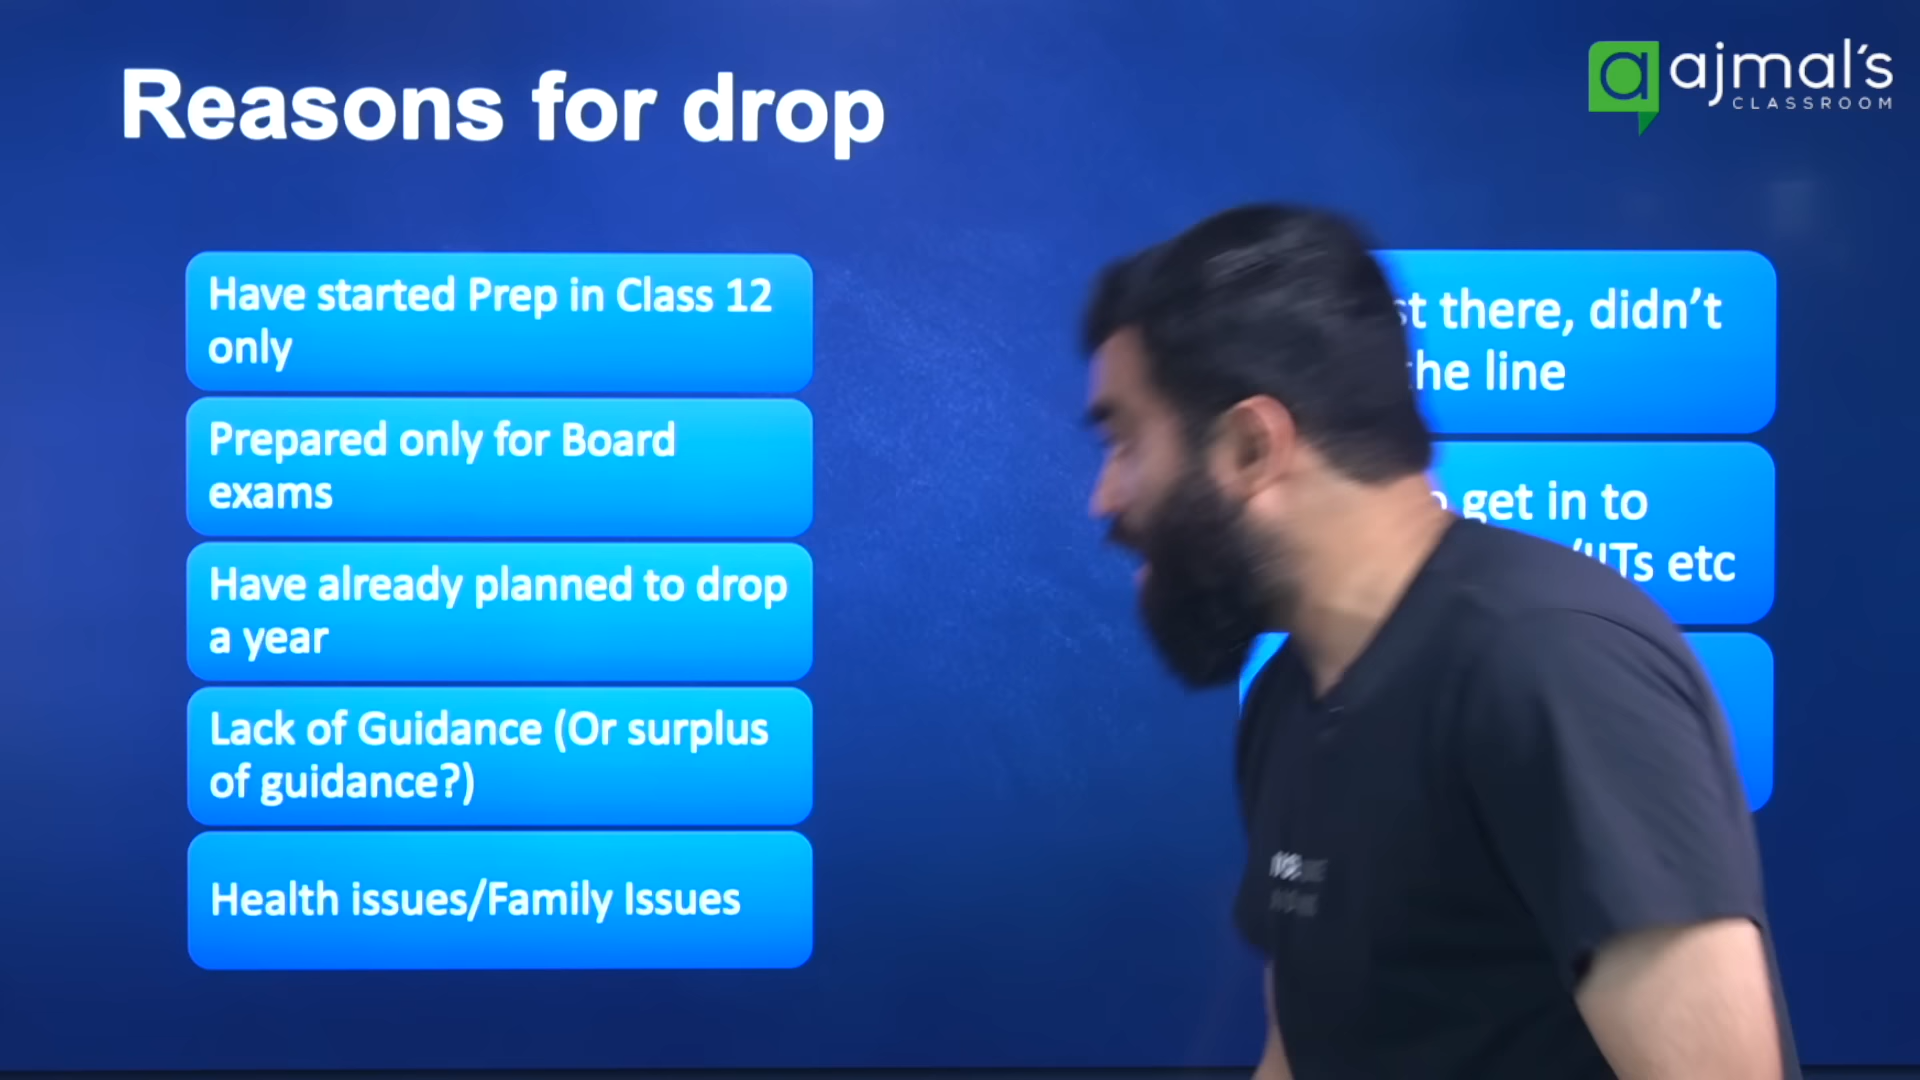 Reasons for drop
ajmal's
CLASSROOM
Have started Prep in Class 12
only
Prepared only for Board
exams
Have already planned to drop
a year
Lack of Guidance (Or surplus
of guidance?)
Health issues/Family Issues
there, didn't
the line
get in to
etc